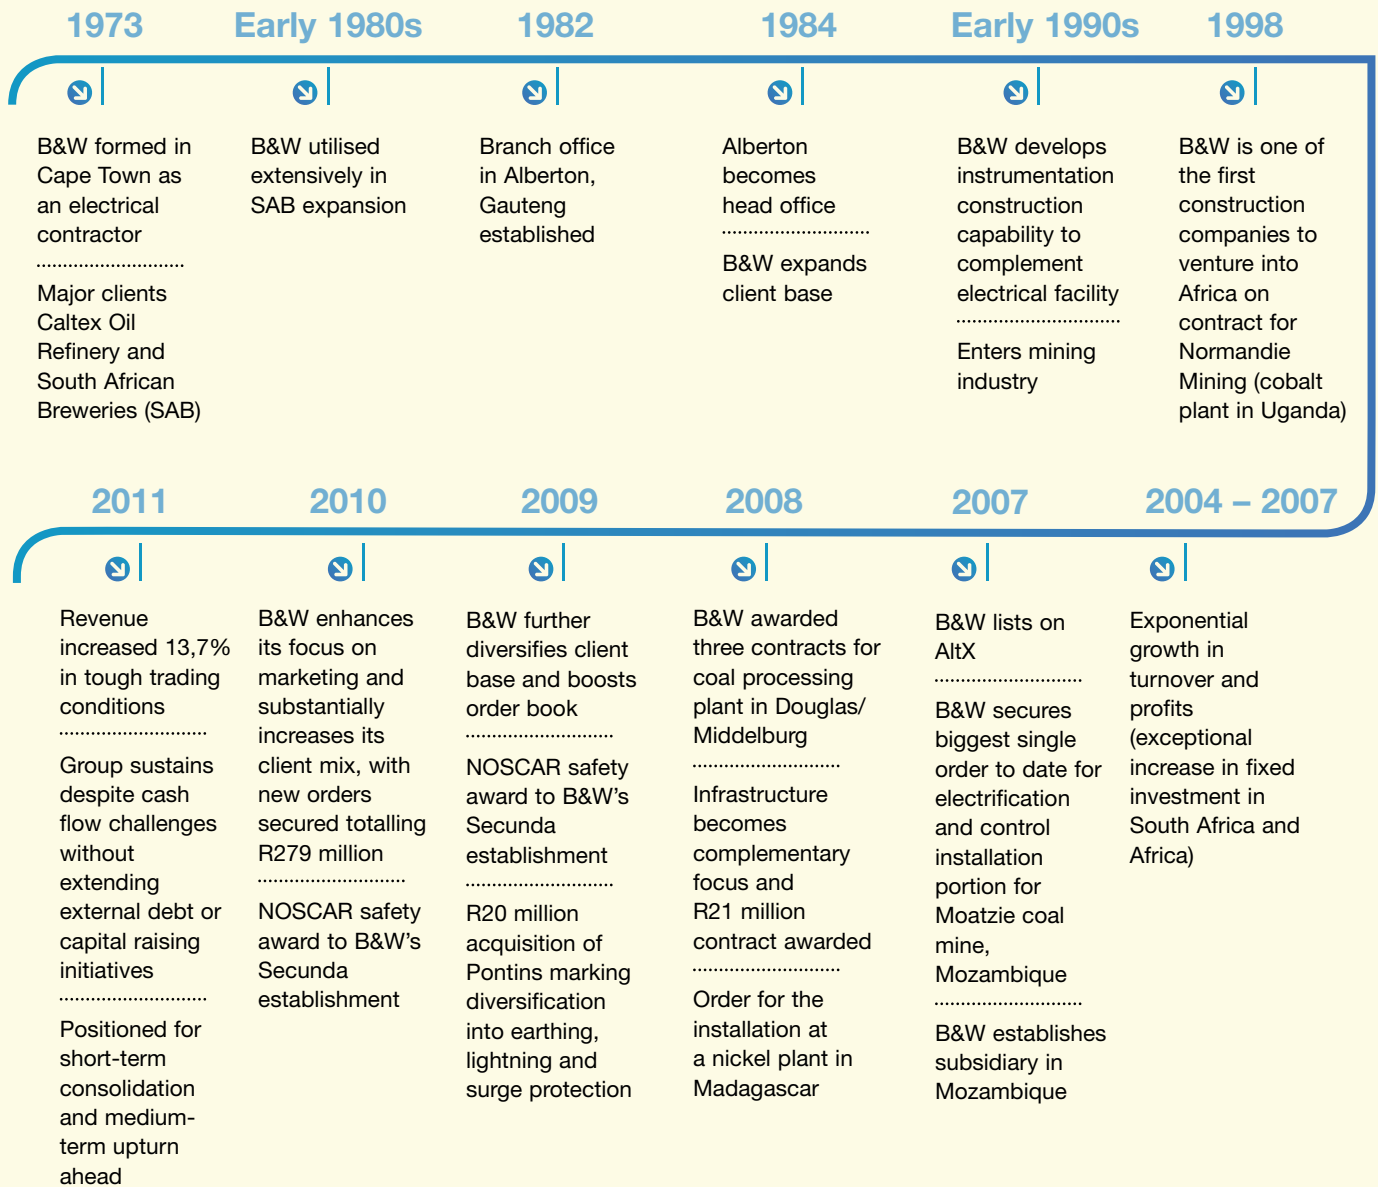 1973
B&W formed in
Cape Town as
an electrical
contractor
Major clients
Caltex Oil
Refinery and
South African
Breweries (SAB)
Early 1980s
B&W utilised
extensively in
SAB expansion
1982
Branch office
in Alberton,
Gauteng
established
1984
Alberton
becomes
head office
B&W expands
client base
Early 1990s
B&W develops
instrumentation
construction
capability to
complement
electrical facility
Enters mining
industry
1998
B&W is one of
the first
construction
companies to
venture into
Africa on
contract for
Normandie
Mining (cobalt
plant in Uganda)
2004 – 2007
Exponential
growth in
turnover and
profits
(exceptional
increase in fixed
investment in
South Africa and
Africa)
2007
B&W lists on
AltX
B&W secures
biggest single
order to date for
electrification
and control
installation
portion for
Moatzie coal
mine,
Mozambique
B&W establishes
subsidiary in
Mozambique
2008
B&W awarded
three contracts for
coal processing
plant in Douglas/
Middelburg
Infrastructure
becomes
complementary
focus and
R21 million
contract awarded
Order for the
installation at
a nickel plant in
Madagascar
2009
B&W further
diversifies client
base and boosts
order book
NOSCAR safety
award to B&W’s
Secunda
establishment
R20 million
acquisition of
Pontins marking
diversification
into earthing,
lightning and
surge protection
2010
B&W enhances
its focus on
marketing and
substantially
increases its
client mix, with
new orders
secured totalling
R279 million
NOSCAR safety
award to B&W’s
Secunda
establishment
2011
Revenue
increased 13,7%
in tough trading
conditions
Group sustains
despite cash
flow challenges
without
extending
external debt or
capital raising
initiatives
Positioned for
short-term
consolidation
and medium-
term upturn
ahead